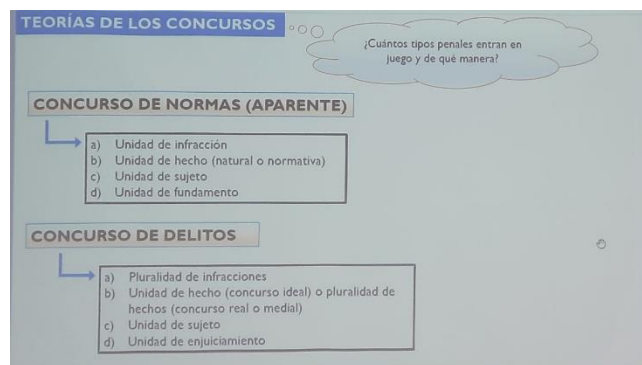 TEORÍAS DE LOS CONCURSOS
¿Cuántos tipos penales entran en
juego y de qué manera?
CONCURSO DE NORMAS (APARENTE)
a) Unidad de infracción
b) Unidad de hecho (natural o normativa)
c) Unidad de sujeto
d) Unidad de fundamento
CONCURSO DE DELITOS
a) Pluralidad de infracciones
b) Unidad de hecho (concurso ideal) o pluralidad de
hechos (concurso real o medial)
c) Unidad de sujeto
d) Unidad de enjuiciamiento